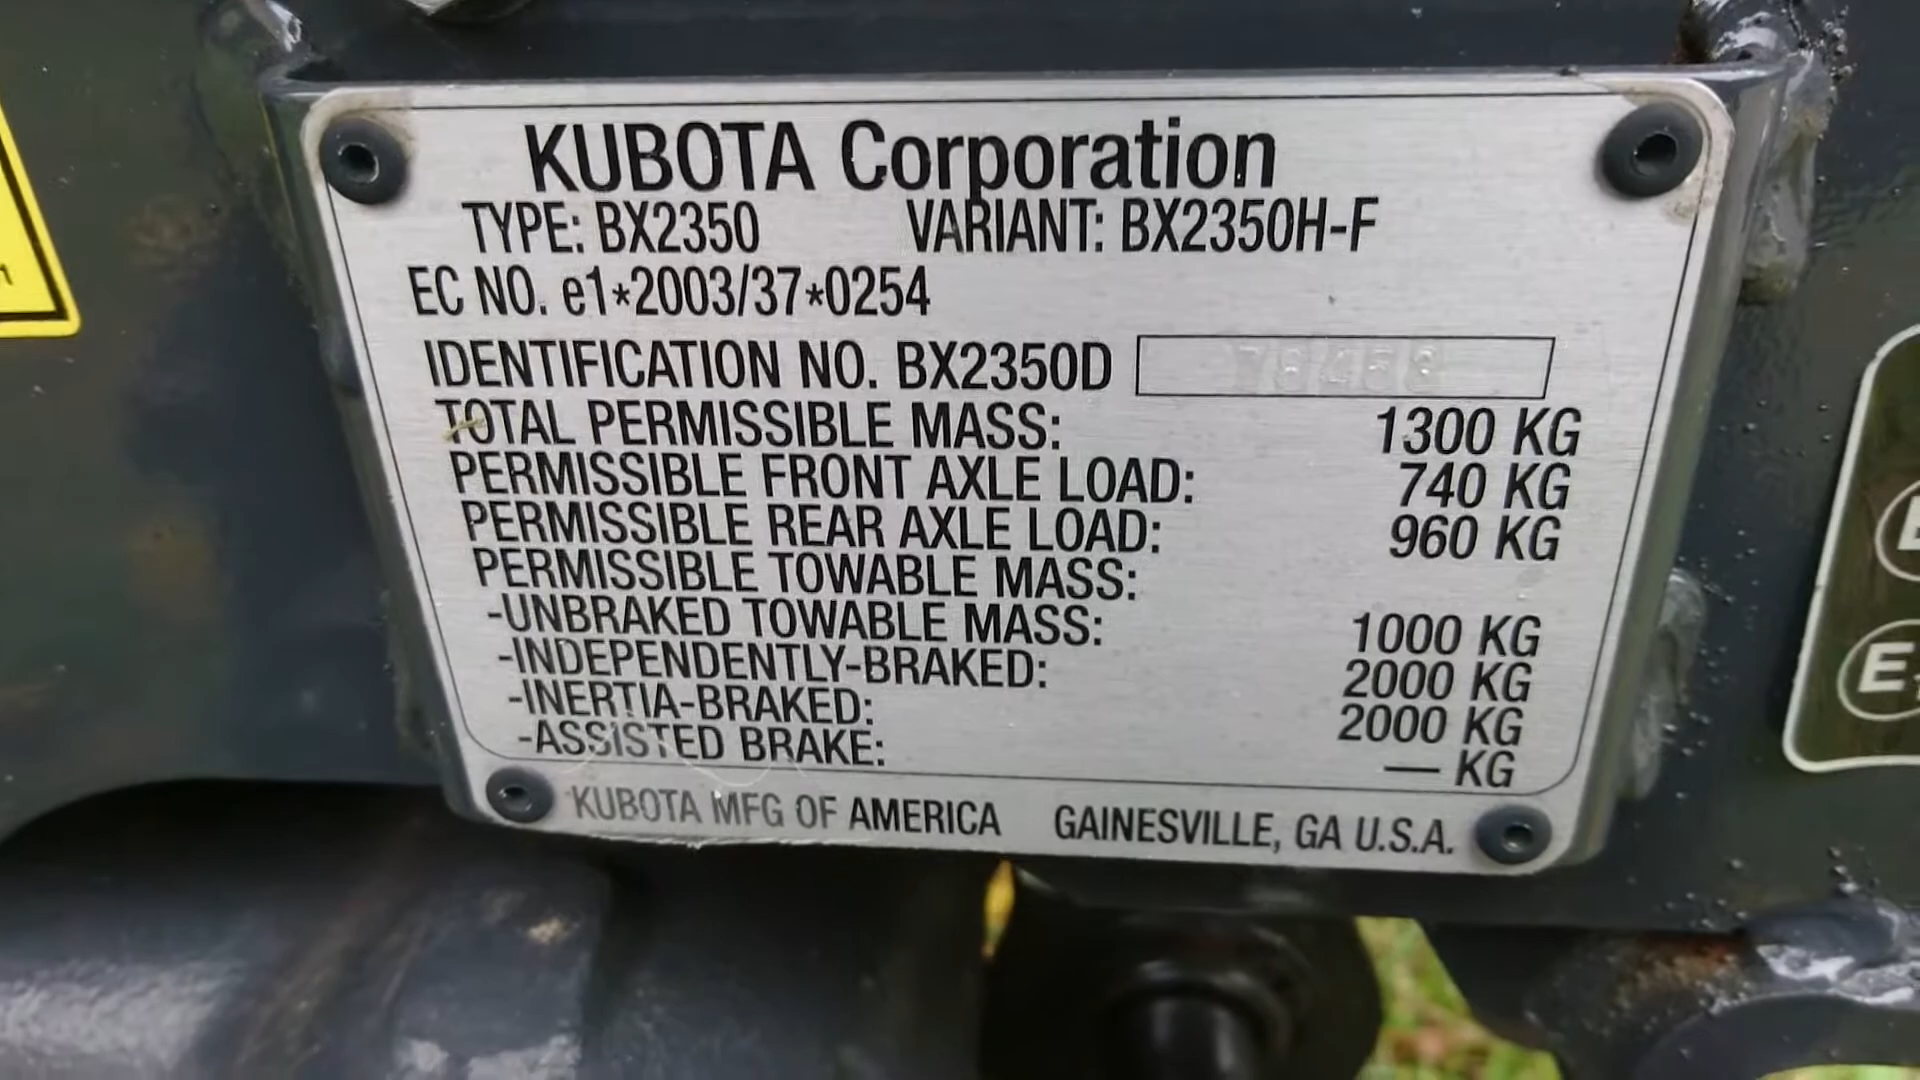 KUBOTA Corporation
TYPE: BX2350 VARIANT: BX2350H-F
EC NO. e1*2003/37*0254
IDENTIFICATION NO. BX2350D
TOTAL PERMISSIBLE MASS: 1300 KG
PERMISSIBLE FRONT AXLE LOAD: 740 KG
PERMISSIBLE REAR AXLE LOAD: 960 KG
PERMISSIBLE TOWABLE MASS:
-UNBRAKED TOWABLE MASS: 1000 KG
-INDEPENDENTLY-BRAKED: 2000 KG
-INERTIA-BRAKED: 2000 KG
-ASSISTED BRAKE: — KG
KUBOTA MFG OF AMERICA GAINESVILLE, GA U.S.A.